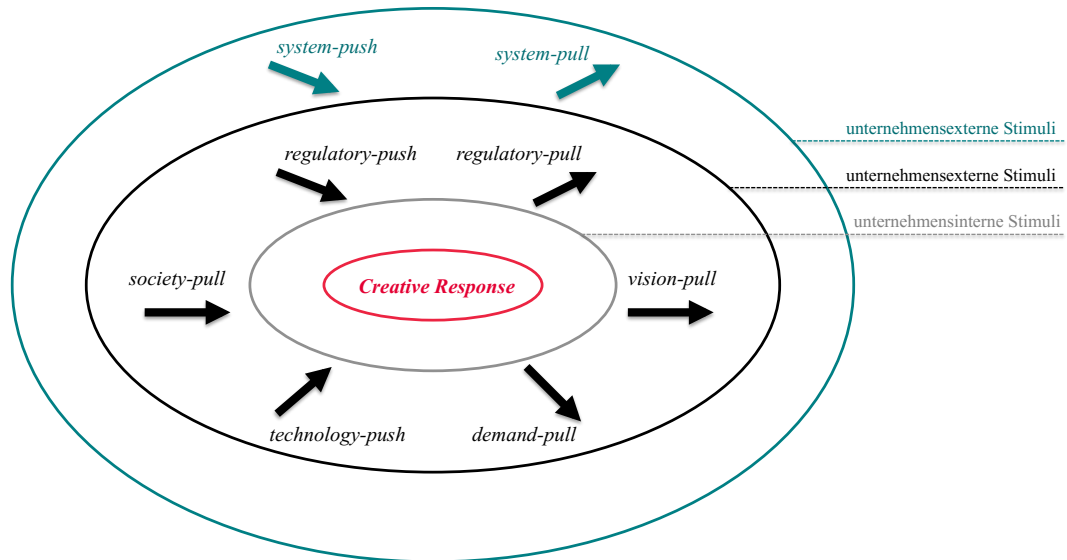 system-push
system-pull
unternehmensexterne Stimuli
regulatory-push
regulatory-pull
unternehmensexterne Stimuli
unternehmensinterne Stimuli
society-pull
Creative Response
vision-pull
technology-push
demand-pull